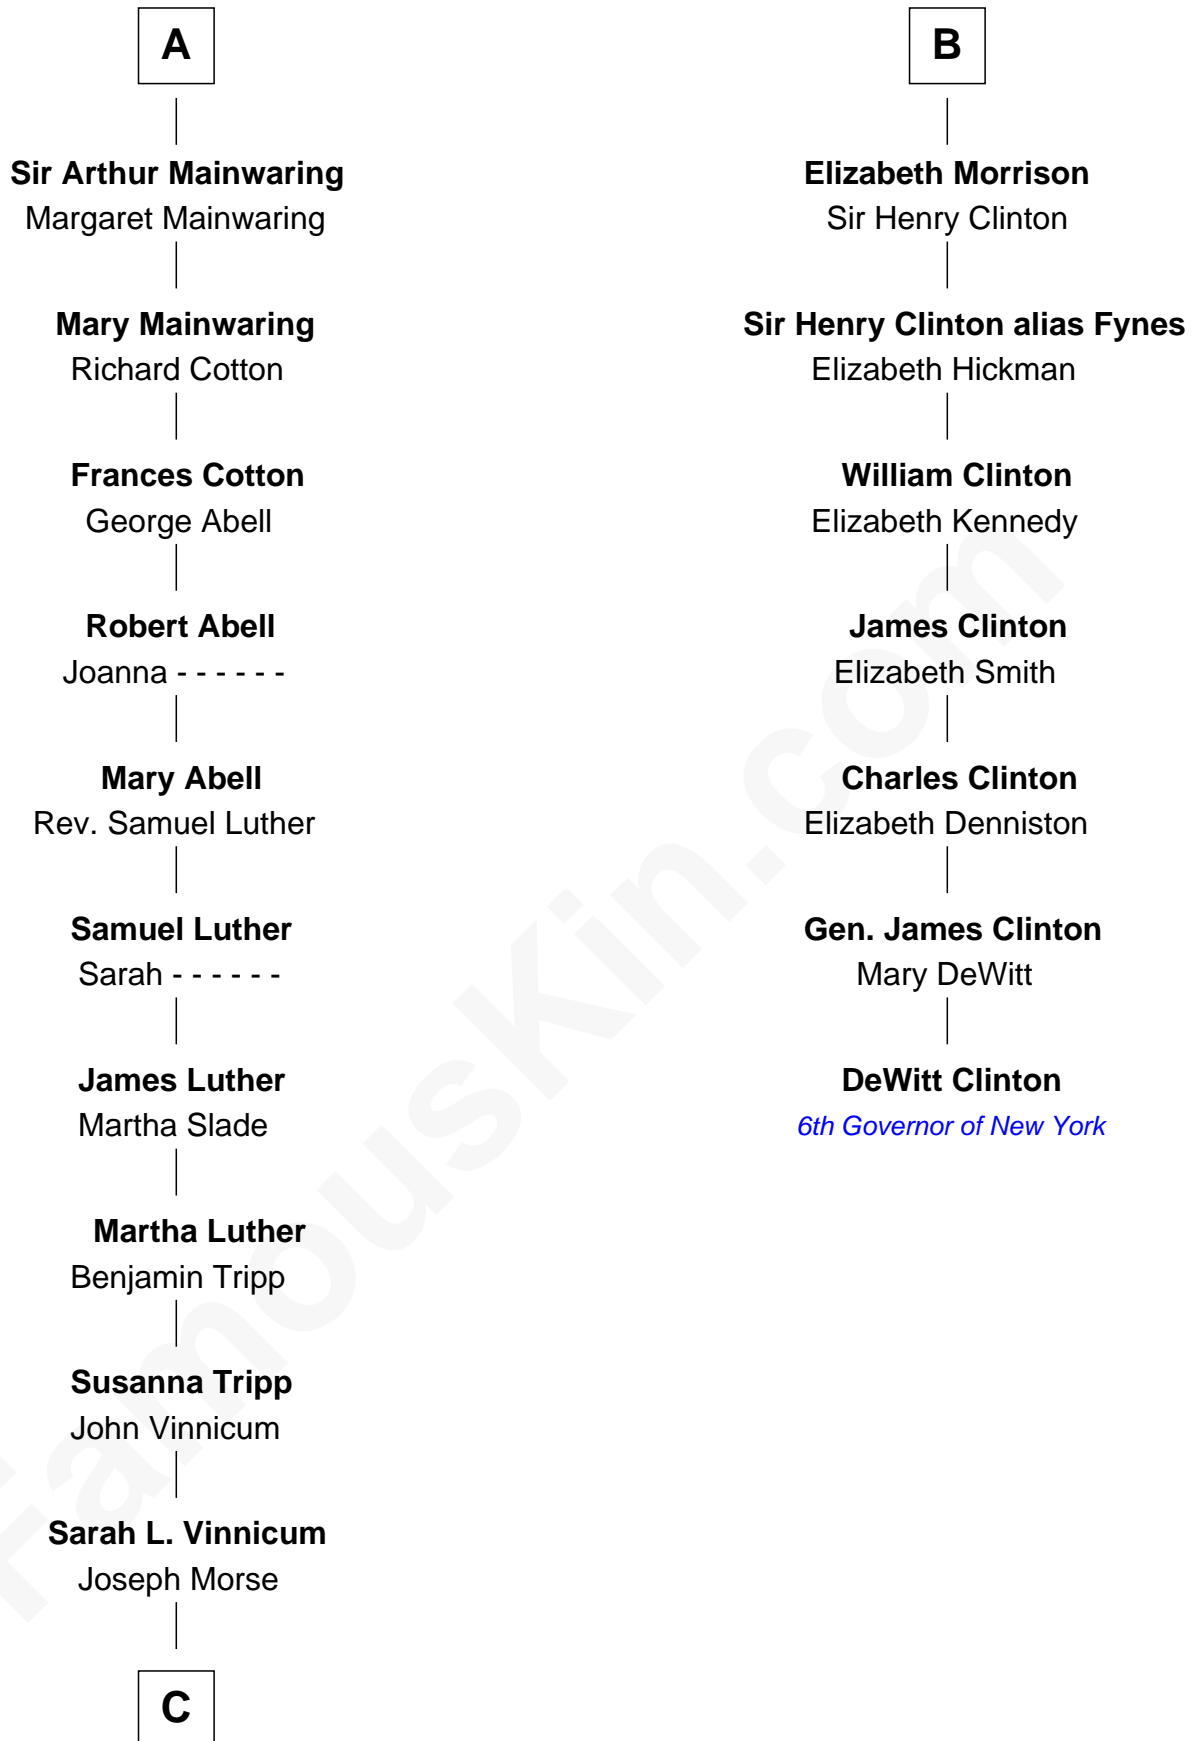 A
Sir Arthur Mainwaring
Margaret Mainwaring
Mary Mainwaring
Richard Cotton
Frances Cotton
George Abell
Robert Abell
Joanna - - - - - -
Mary Abell
Rev. Samuel Luther
Samuel Luther
Sarah - - - - - -
James Luther
Martha Slade
Martha Luther
Benjamin Tripp
Susanna Tripp
John Vinnicum
Sarah L. Vinnicum
Joseph Morse
C
B
Elizabeth Morrison
Sir Henry Clinton
Sir Henry Clinton alias Fynes
Elizabeth Hickman
William Clinton
Elizabeth Kennedy
James Clinton
Elizabeth Smith
Charles Clinton
Elizabeth Denniston
Gen. James Clinton
Mary DeWitt
DeWitt Clinton
6th Governor of New York
FamousKin.com